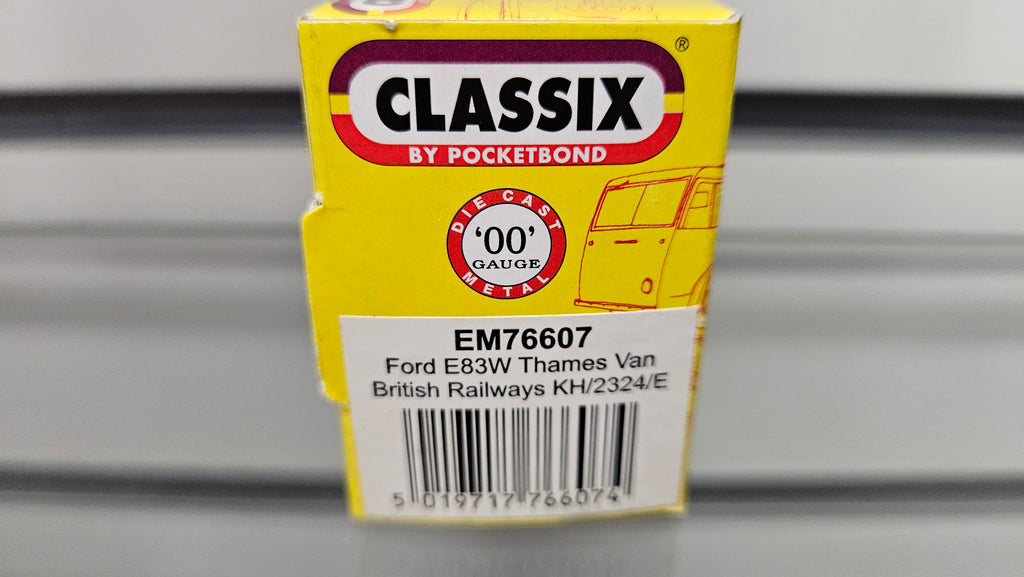 CLASSIX
®
BY POCKETBOND
DIE CAST
'OO'
GAUGE
METAL
EM76607
Ford E83W Thames Van
British Railways KH/2324/E
5 019717 766074